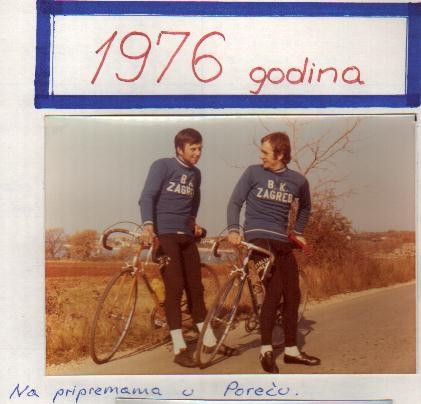 1976 godina
B.K.
ZAGREB
B.K.
ZAGREB
Na pripremama u Poreču.